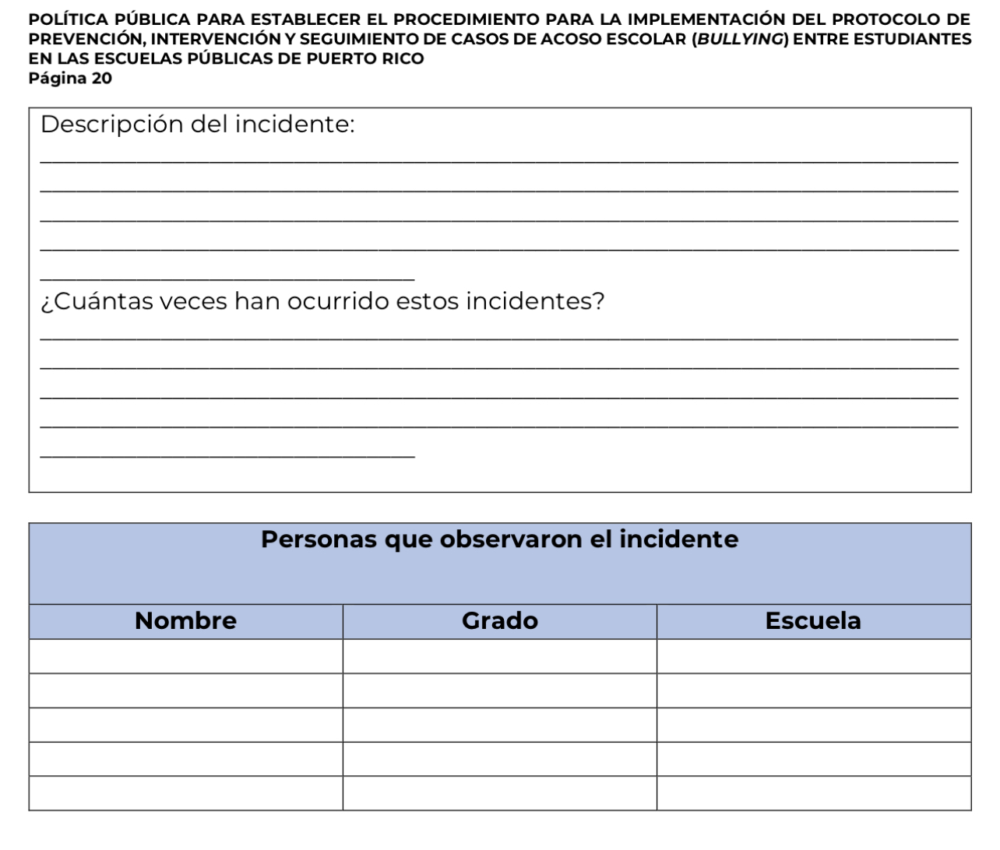 POLÍTICA PÚBLICA PARA ESTABLECER EL PROCEDIMIENTO PARA LA IMPLEMENTACIÓN DEL PROTOCOLO DE
PREVENCIÓN, INTERVENCIÓN Y SEGUIMIENTO DE CASOS DE ACOSO ESCOLAR (BULLYING) ENTRE ESTUDIANTES
EN LAS ESCUELAS PÚBLICAS DE PUERTO RICO
Página 20
Descripción del incidente:
¿Cuántas veces han ocurrido estos incidentes?
Personas que observaron el incidente
Nombre Grado Escuela